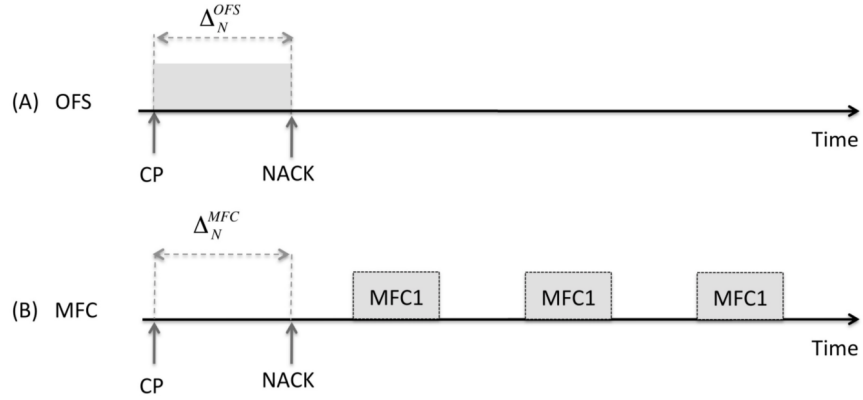 Δ_N^OFS
(A) OFS
Time
CP
NACK
Δ_N^MFC
MFC1
MFC1
MFC1
(B) MFC
Time
CP
NACK